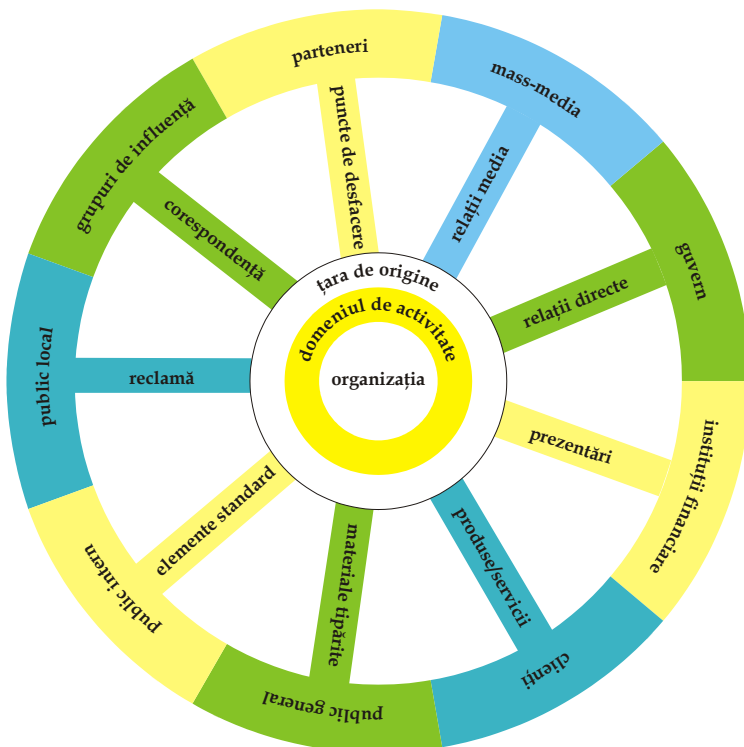 parteneri
mass-media
guvern
instituții financiare
clienți
public general
public intern
public local
grupuri de influență
puncte de desfacere
relații media
relații directe
prezentări
produse/servicii
materiale tipărite
elemente standard
reclamă
corespondență
țara de origine
domeniul de activitate
organizația